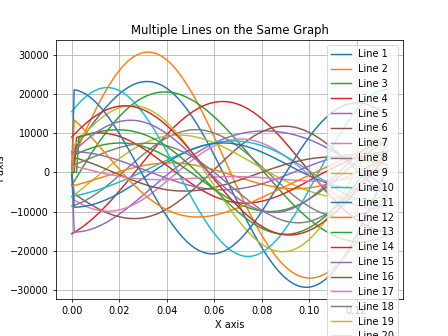 Multiple Lines on the Same Graph
30000
20000
10000
0
−10000
−20000
−30000
0.00
0.02
0.04
0.06
0.08
0.10
X axis
Line 1
Line 2
Line 3
Line 4
Line 5
Line 6
Line 7
Line 8
Line 9
Line 10
Line 11
Line 12
Line 13
Line 14
Line 15
Line 16
Line 17
Line 18
Line 19
Line 20